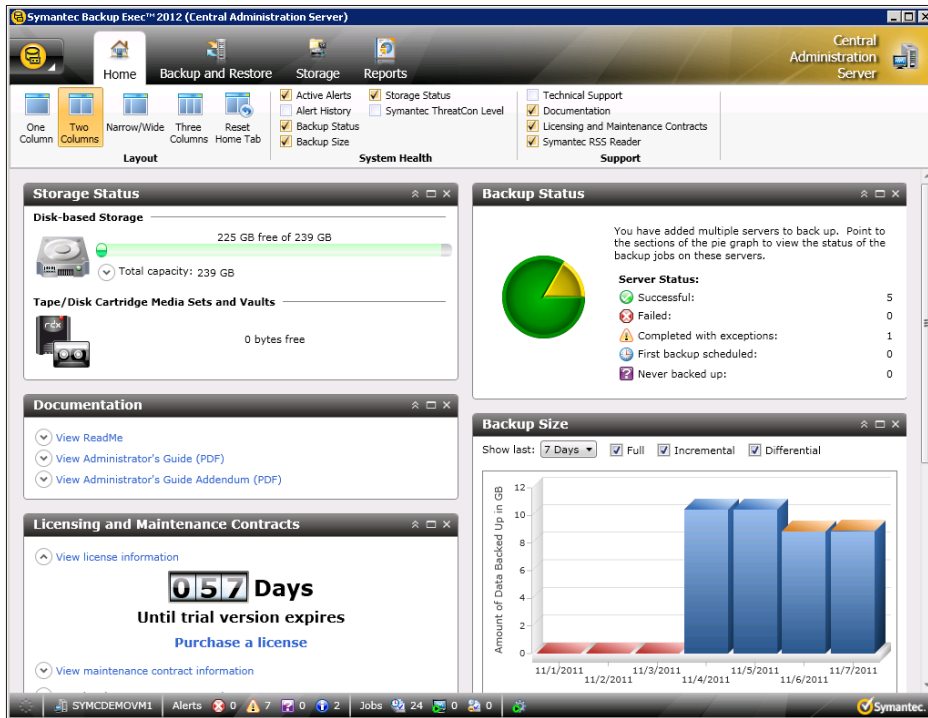 Symantec Backup Exec™ 2012 (Central Administration Server)
Home
Backup and Restore
Storage
Reports
Central
Administration
Server
One
Column
Two
Columns
Narrow/Wide
Three
Columns
Reset
Home Tab
Layout
Active Alerts
Alert History
Backup Status
Backup Size
Storage Status
Symantec ThreatCon Level
System Health
Technical Support
Documentation
Licensing and Maintenance Contracts
Symantec RSS Reader
Support
Storage Status
Disk-based Storage
225 GB free of 239 GB
Total capacity: 239 GB
Tape/Disk Cartridge Media Sets and Vaults
rdx
0 bytes free
Documentation
View ReadMe
View Administrator's Guide (PDF)
View Administrator's Guide Addendum (PDF)
Licensing and Maintenance Contracts
View license information
057 Days
Until trial version expires
Purchase a license
View maintenance contract information
Backup Status
You have added multiple servers to back up. Point to
the sections of the pie graph to view the status of the
backup jobs on these servers.
Server Status:
Successful: 5
Failed: 0
Completed with exceptions: 1
First backup scheduled: 0
Never backed up: 0
Backup Size
Show last: 7 Days Full Incremental Differential
Amount of Data Backed Up in GB
12
10
8
6
4
2
0
11/1/2011
11/2/2011
11/3/2011
11/4/2011
11/5/2011
11/6/2011
11/7/2011
SYMCDEMOVM1 Alerts 0 7 0 2 Jobs 24 0 0
Symantec.